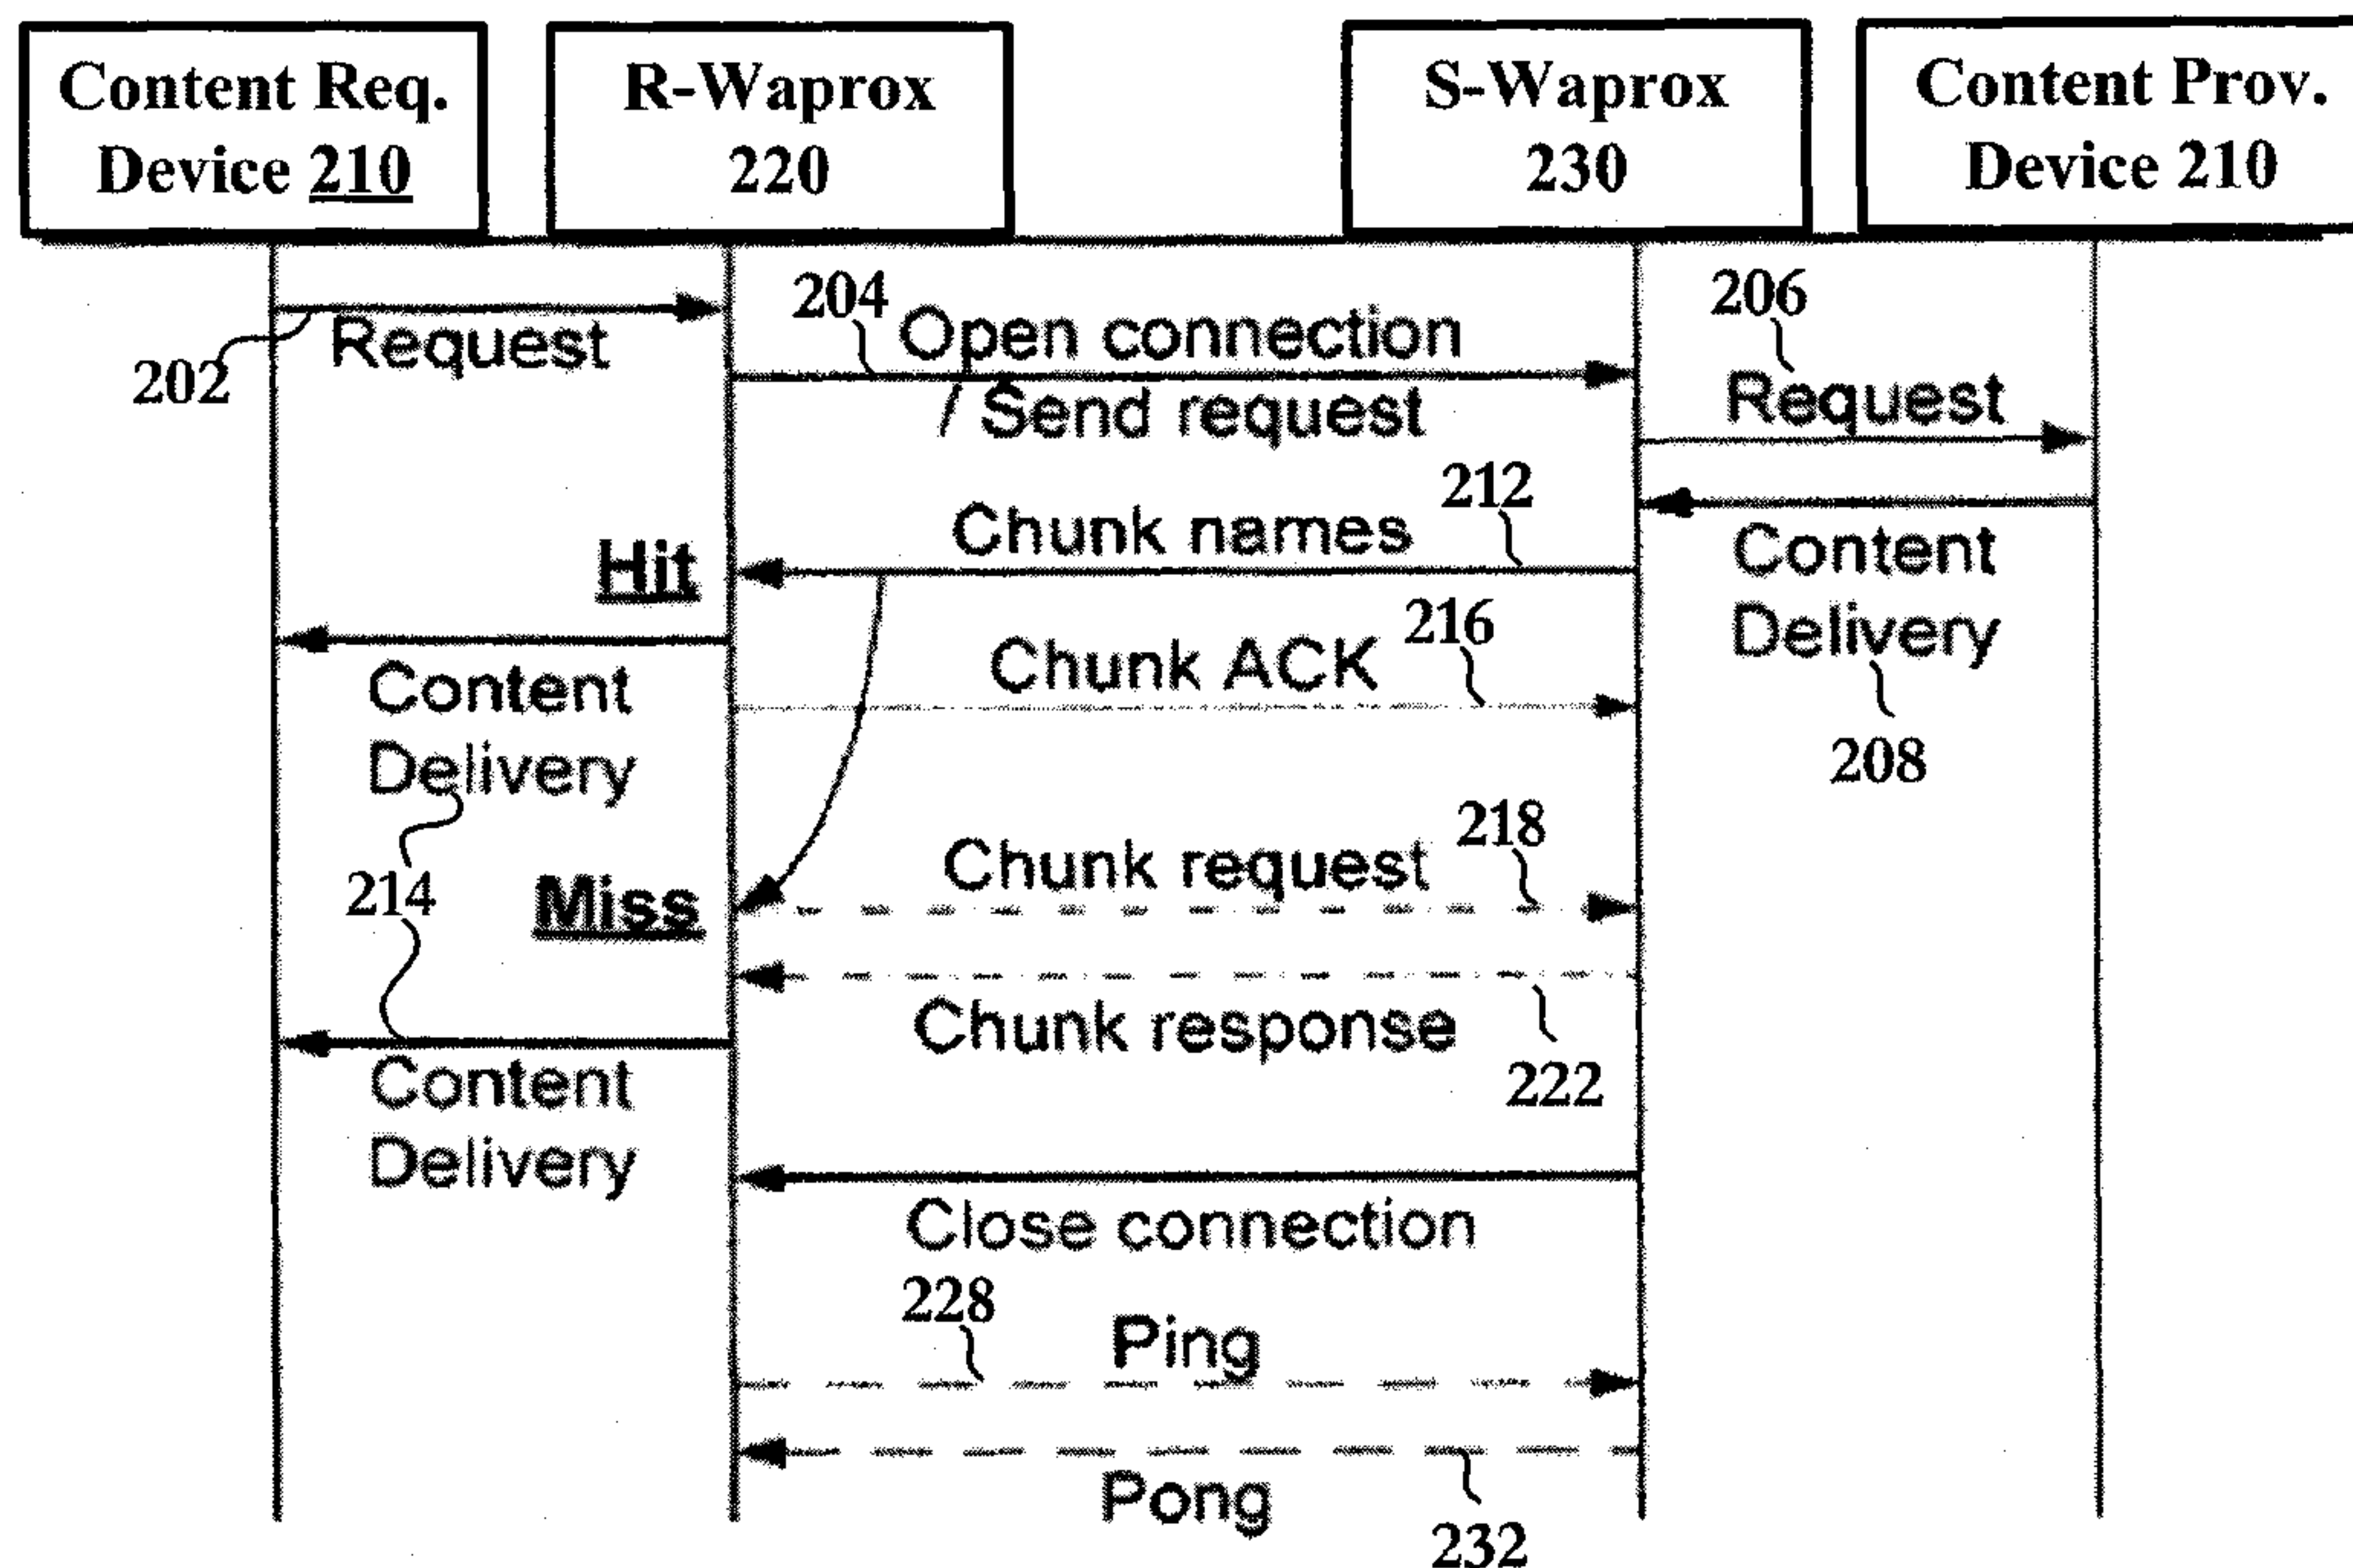 Content Req.
Device 210
R-Waprox
220
S-Waprox
230
Content Prov.
Device 210
202
Request
204
Open connection
/ Send request
206
Request
212
Chunk names
Hit
Content
Delivery
208
216
Chunk ACK
Content
Delivery
214
218
Chunk request
Miss
Chunk response
222
Content
Delivery
Close connection
228
Ping
Pong
232